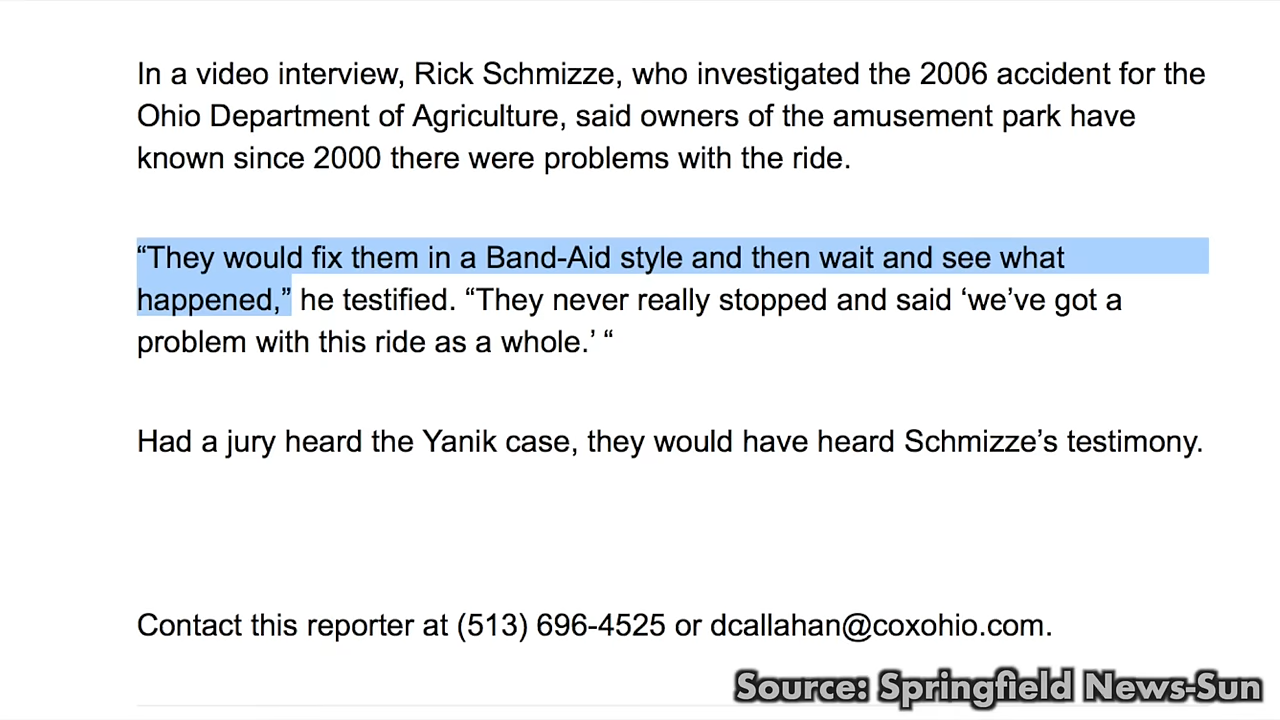 In a video interview, Rick Schmizze, who investigated the 2006 accident for the
Ohio Department of Agriculture, said owners of the amusement park have
known since 2000 there were problems with the ride.
“They would fix them in a Band-Aid style and then wait and see what
happened,” he testified. “They never really stopped and said ‘we’ve got a
problem with this ride as a whole.’ “
Had a jury heard the Yanik case, they would have heard Schmizze’s testimony.
Contact this reporter at (513) 696-4525 or dcallahan@coxohio.com.
Source: Springfield News-Sun